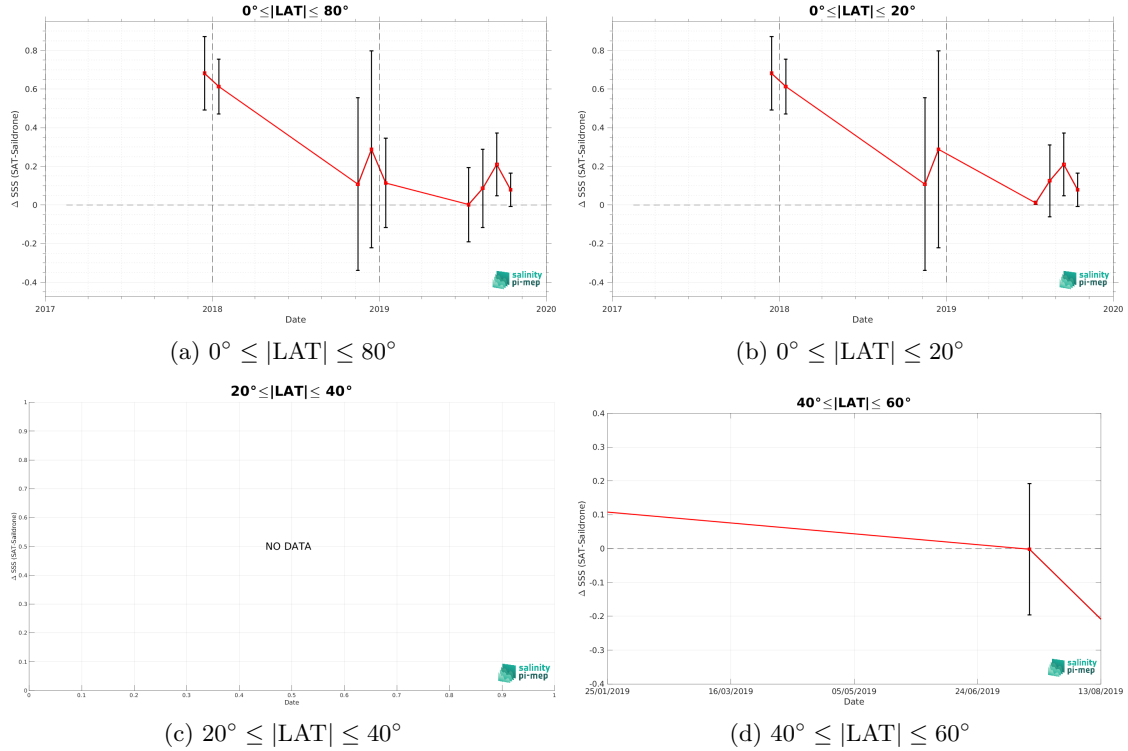 0°≤|LAT|≤ 80°
Δ SSS (SAT-Saildrone)
0.8
0.6
0.4
0.2
0
-0.2
-0.4
2017
2018
2019
2020
Date
salinity
pi-mep
(a) 0° ≤ |LAT| ≤ 80°
0°≤|LAT|≤ 20°
Δ SSS (SAT-Saildrone)
0.8
0.6
0.4
0.2
0
-0.2
-0.4
2017
2018
2019
2020
Date
salinity
pi-mep
(b) 0° ≤ |LAT| ≤ 20°
20°≤|LAT|≤ 40°
Δ SSS (SAT-Saildrone)
1
0.9
0.8
0.7
0.6
0.5
0.4
0.3
0.2
0.1
0
NO DATA
0
0.1
0.2
0.3
0.4
0.5
0.6
0.7
0.8
0.9
1
Date
salinity
pi-mep
(c) 20° ≤ |LAT| ≤ 40°
40°≤|LAT|≤ 60°
Δ SSS (SAT-Saildrone)
0.4
0.3
0.2
0.1
0
-0.1
-0.2
-0.3
-0.4
25/01/2019
16/03/2019
05/05/2019
24/06/2019
13/08/2019
Date
salinity
pi-mep
(d) 40° ≤ |LAT| ≤ 60°